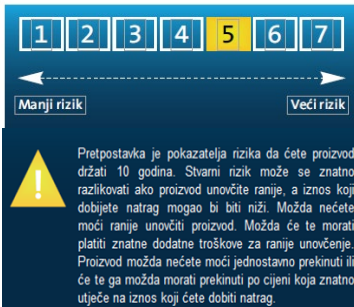 1 2 3 4 5 6 7
Manji rizik Veći rizik
Pretpostavka je pokazatelja rizika da ćete proizvod
držati 10 godina. Stvarni rizik može se znatno
razlikovati ako proizvod unovčite ranije, a iznos koji
dobijete natrag mogao bi biti niži. Možda nećete
moći ranije unovčiti proizvod. Možda će te morati
platiti znatne dodatne troškove za ranije unovčenje.
Proizvod možda nećete moći jednostavno prekinuti ili
će te ga možda morati prekinuti po cijeni koja znatno
utječe na iznos koji ćete dobiti natrag.